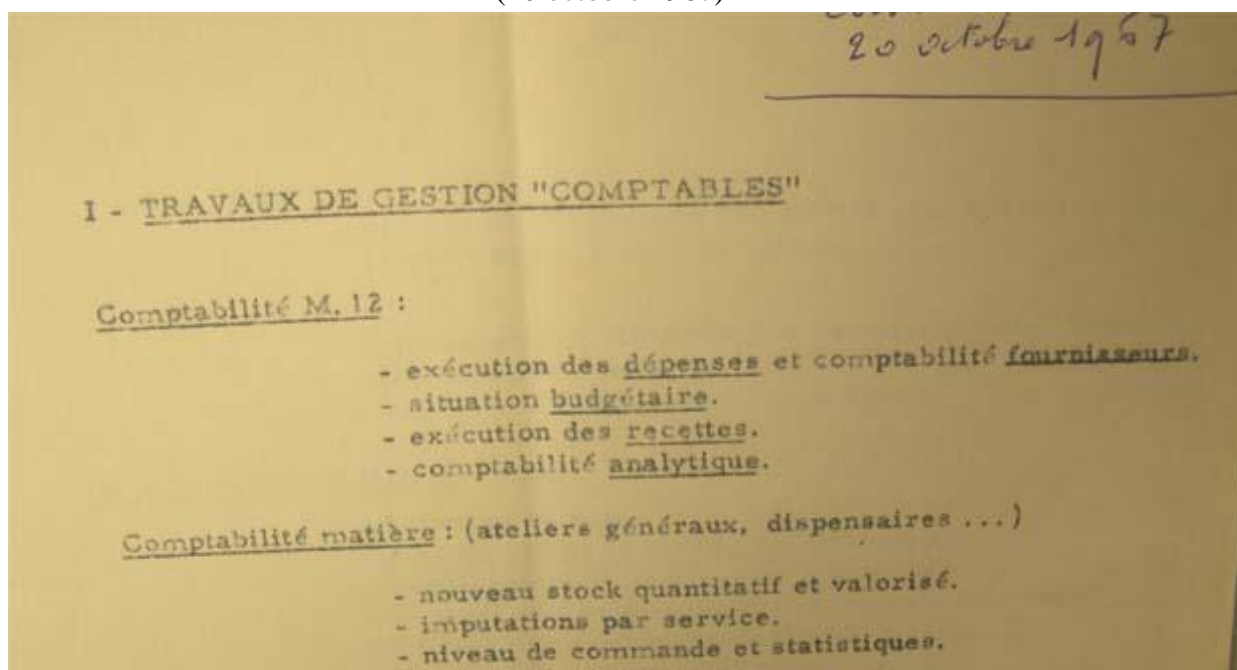 20 octobre 1967
I - TRAVAUX DE GESTION "COMPTABLES"
Comptabilité M. 12 :
- exécution des dépenses et comptabilité fournisseurs.
- situation budgétaire.
- exécution des recettes.
- comptabilité analytique.
Comptabilité matière : (ateliers généraux, dispensaires ...)
- nouveau stock quantitatif et valorisé.
- imputations par service.
- niveau de commande et statistiques.